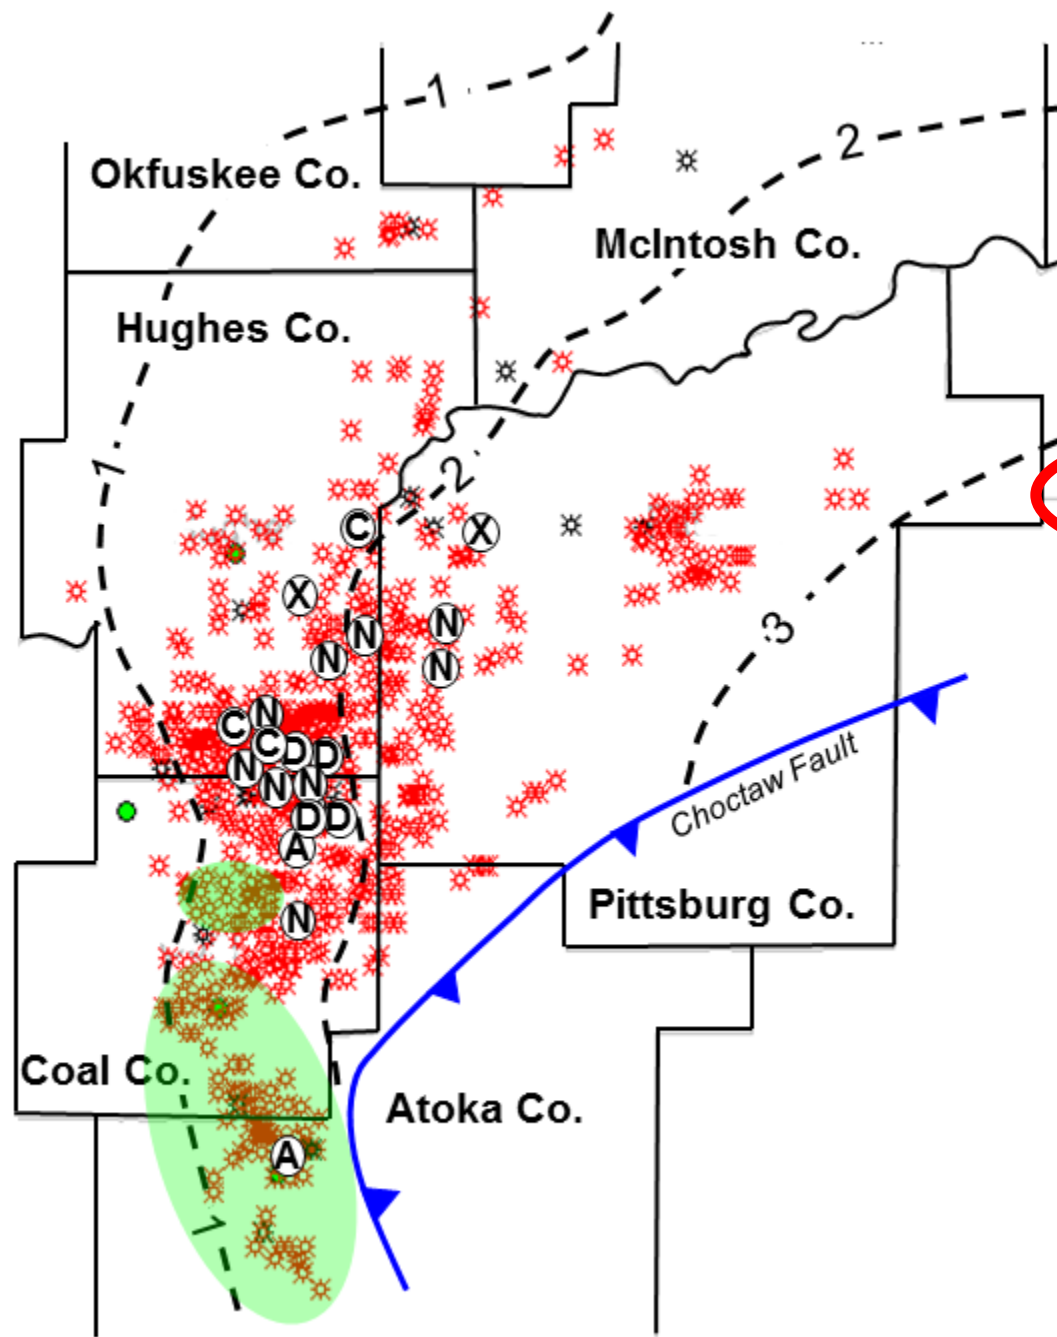 1
2
Okfuskee Co.
McIntosh Co.
Hughes Co.
1
2
C
X
X
N
N
N
3
N
N
C
C
D
D
N
N
N
Choctaw Fault
D
D
A
Pittsburg Co.
N
Coal Co.
Atoka Co.
A
1